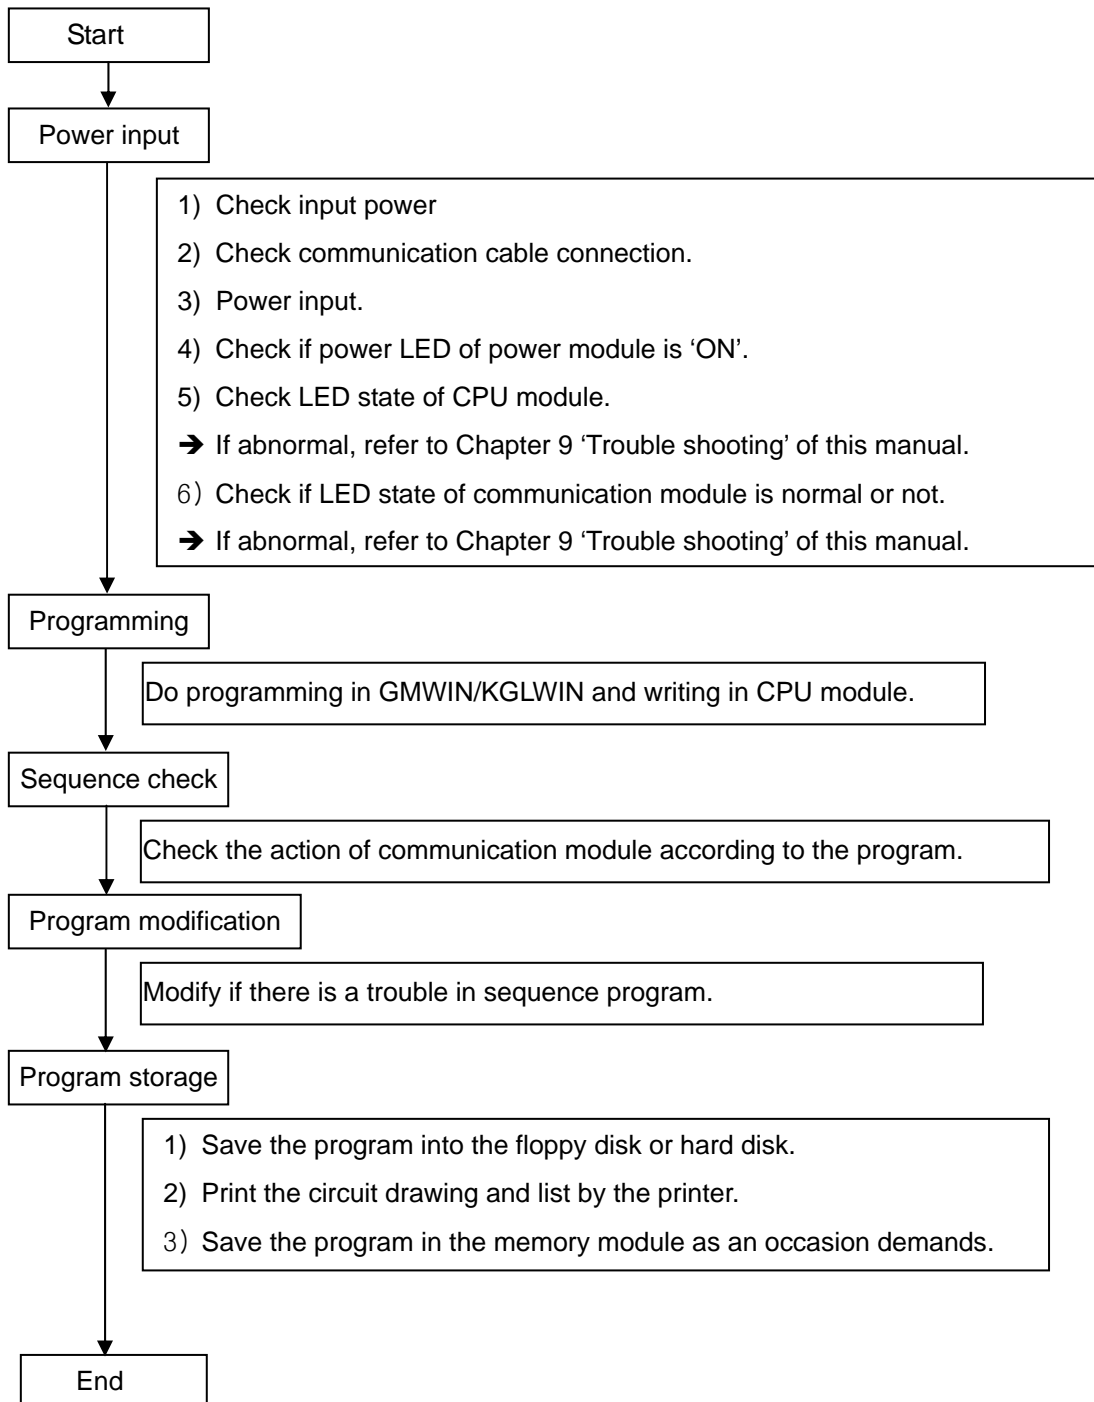 Start
Power input
1) Check input power
2) Check communication cable connection.
3) Power input.
4) Check if power LED of power module is ‘ON’.
5) Check LED state of CPU module.
➔ If abnormal, refer to Chapter 9 ‘Trouble shooting’ of this manual.
6) Check if LED state of communication module is normal or not.
➔ If abnormal, refer to Chapter 9 ‘Trouble shooting’ of this manual.
Programming
Do programming in GMWIN/KGLWIN and writing in CPU module.
Sequence check
Check the action of communication module according to the program.
Program modification
Modify if there is a trouble in sequence program.
Program storage
1) Save the program into the floppy disk or hard disk.
2) Print the circuit drawing and list by the printer.
3) Save the program in the memory module as an occasion demands.
End